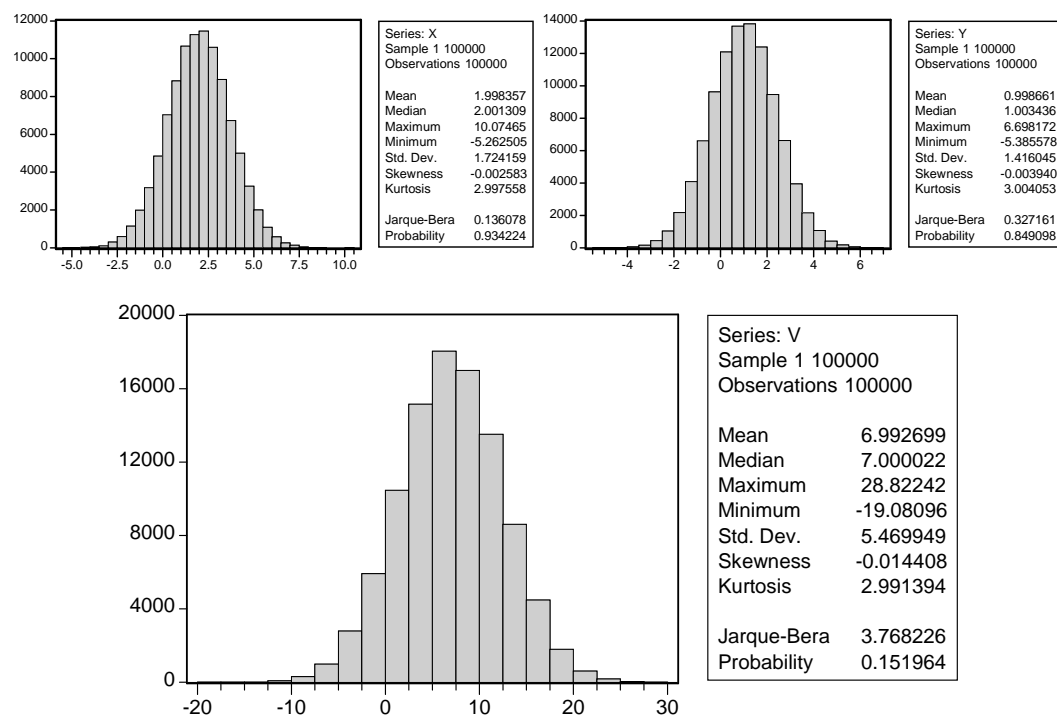 12000
10000
8000
6000
4000
2000
0
-5.0 -2.5 0.0 2.5 5.0 7.5 10.0
Series: X
Sample 1 100000
Observations 100000
Mean 1.998357
Median 2.001309
Maximum 10.07465
Minimum -5.262505
Std. Dev. 1.724159
Skewness -0.002583
Kurtosis 2.997558
Jarque-Bera 0.136078
Probability 0.934224
14000
12000
10000
8000
6000
4000
2000
0
-4 -2 0 2 4 6
Series: Y
Sample 1 100000
Observations 100000
Mean 0.998661
Median 1.003436
Maximum 6.698172
Minimum -5.385578
Std. Dev. 1.416045
Skewness -0.003940
Kurtosis 3.004053
Jarque-Bera 0.327161
Probability 0.849098
20000
16000
12000
8000
4000
0
-20 -10 0 10 20 30
Series: V
Sample 1 100000
Observations 100000
Mean 6.992699
Median 7.000022
Maximum 28.82242
Minimum -19.08096
Std. Dev. 5.469949
Skewness -0.014408
Kurtosis 2.991394
Jarque-Bera 3.768226
Probability 0.151964